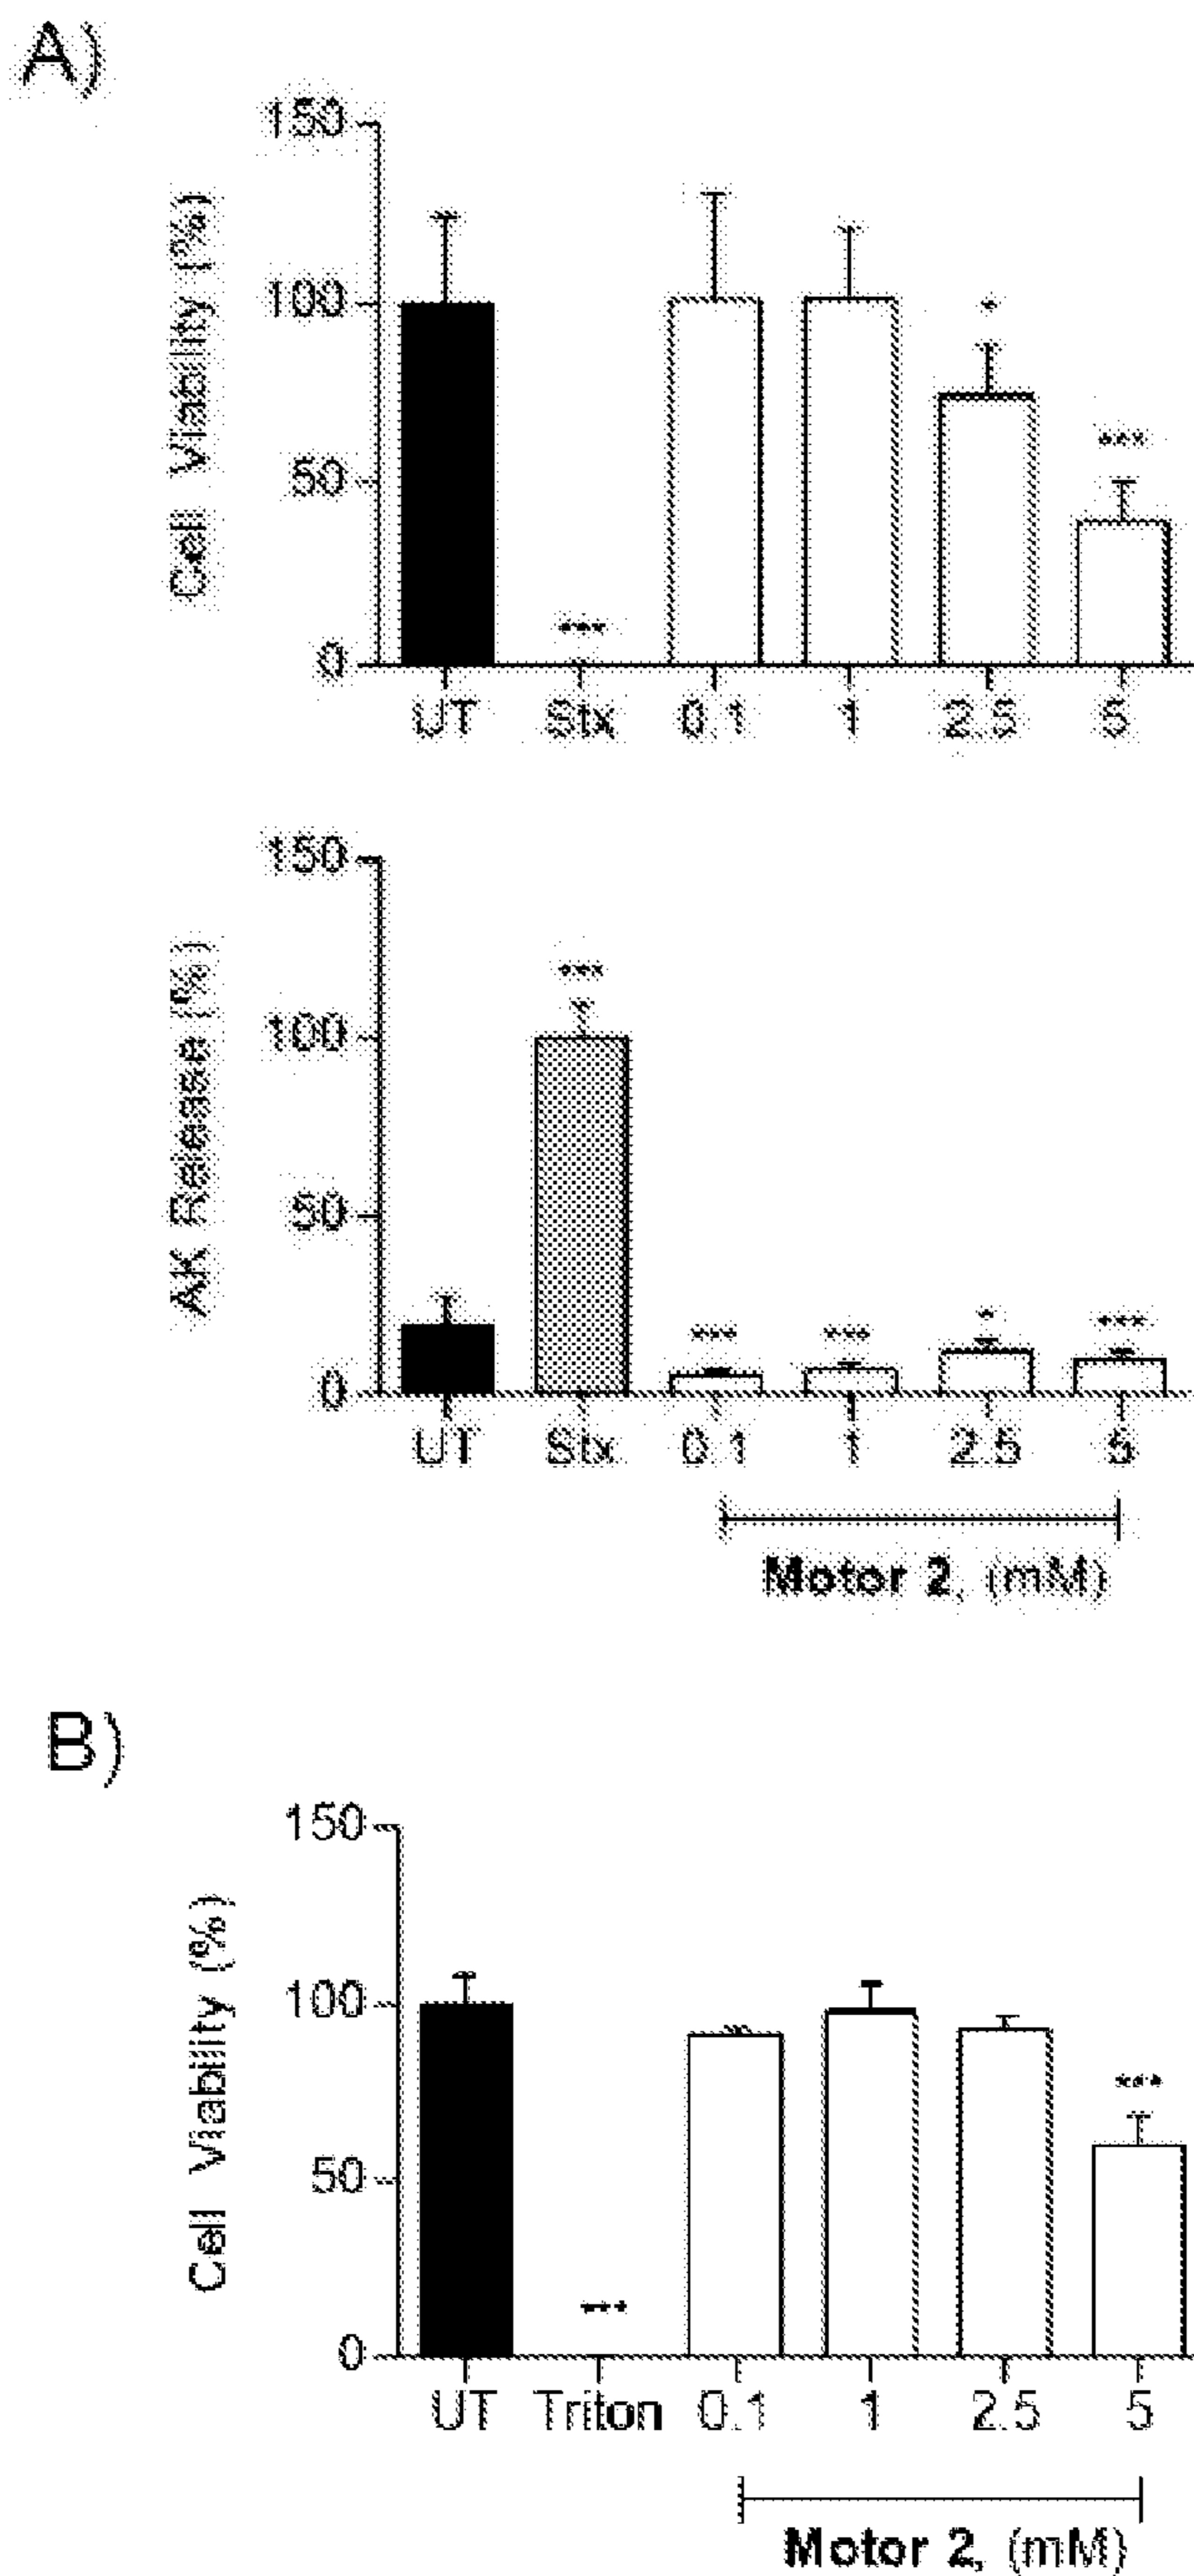 A)
150
100
50
0
Cell Viability (%)
*
***
***
UT Stx 0.1 1 2.5 5
150
100
50
0
AK Release (%)
***
*** *** * ***
UT Stx 0.1 1 2.5 5
Motor 2, (mM)
B)
150
100
50
0
Cell Viability (%)
***
***
UT Triton 0.1 1 2.5 5
Motor 2, (mM)